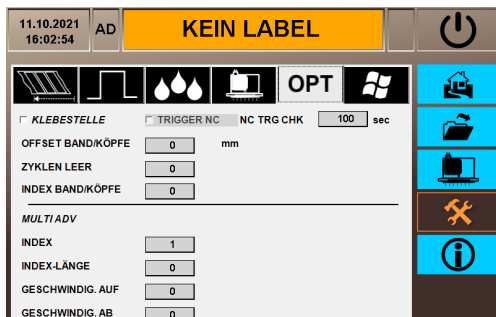 11.10.2021
16:02:54
AD
KEIN LABEL
OPT
KLEBESTELLE TRIGGER NC NC TRG CHK 100 sec
OFFSET BAND/KÖPFE 0 mm
ZYKLEN LEER 0
INDEX BAND/KÖPFE 0
MULTI ADV
INDEX 1
INDEX-LÄNGE 0
GESCHWINDIG. AUF 0
GESCHWINDIG. AB 0